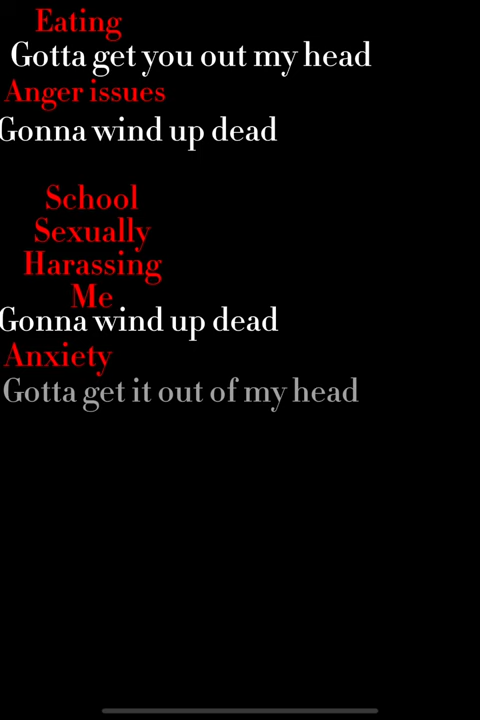 Eating
Gotta get you out my head
Anger issues
Gonna wind up dead
School
Sexually
Harassing
Me
Gonna wind up dead
Anxiety
Gotta get it out of my head